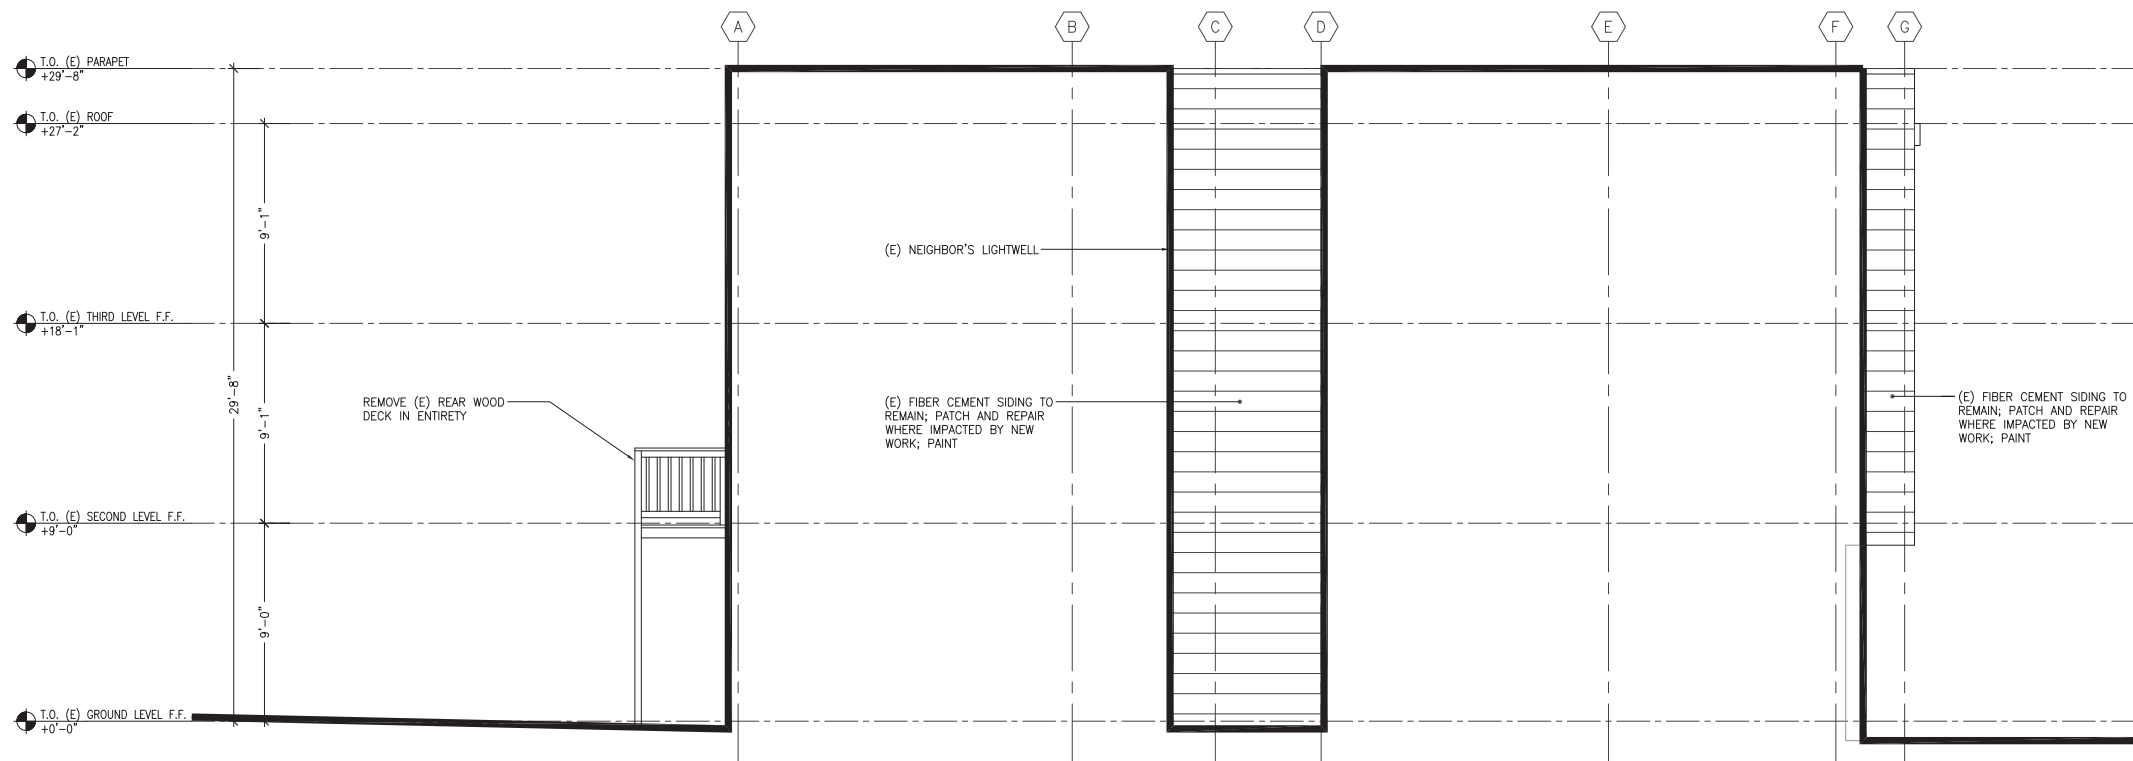 A
B
C
D
E
F
G
T.O. (E) PARAPET
+29'-8"
T.O. (E) ROOF
+27'-2"
9'-1"
(E) NEIGHBOR'S LIGHTWELL
T.O. (E) THIRD LEVEL F.F.
+18'-1"
29'-8"
9'-1"
REMOVE (E) REAR WOOD
DECK IN ENTIRETY
(E) FIBER CEMENT SIDING TO
REMAIN; PATCH AND REPAIR
WHERE IMPACTED BY NEW
WORK; PAINT
(E) FIBER CEMENT SIDING TO
REMAIN; PATCH AND REPAIR
WHERE IMPACTED BY NEW
WORK; PAINT
T.O. (E) SECOND LEVEL F.F.
+9'-0"
9'-0"
T.O. (E) GROUND LEVEL F.F.
+0'-0"